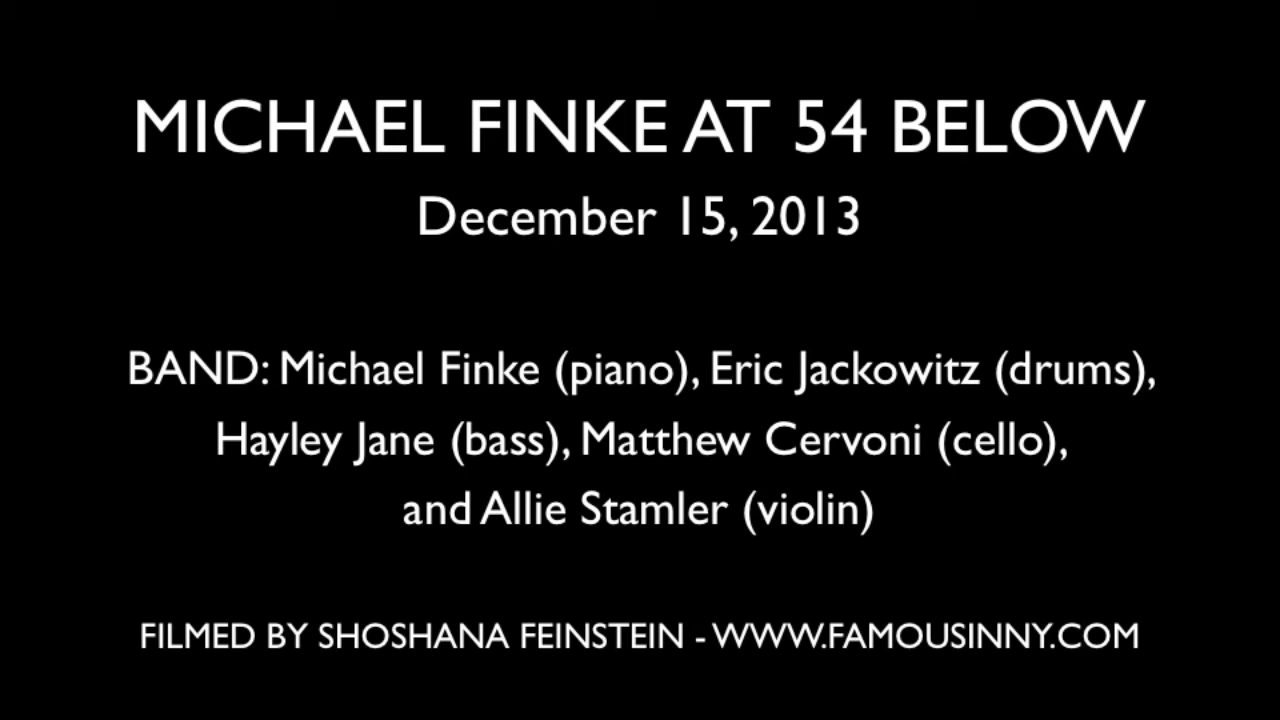 MICHAEL FINKE AT 54 BELOW
December 15, 2013
BAND: Michael Finke (piano), Eric Jackowitz (drums),
Hayley Jane (bass), Matthew Cervoni (cello),
and Allie Stamler (violin)
FILMED BY SHOSHANA FEINSTEIN - WWW.FAMOUSINNY.COM